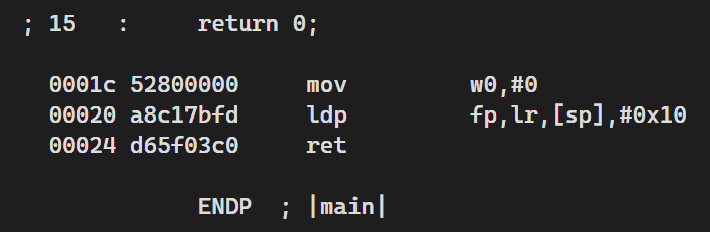 ; 15   :     return 0;
0001c 52800000     mov         w0,#0
00020 a8c17bfd     ldp         fp,lr,[sp],#0x10
00024 d65f03c0     ret
ENDP  ; |main|